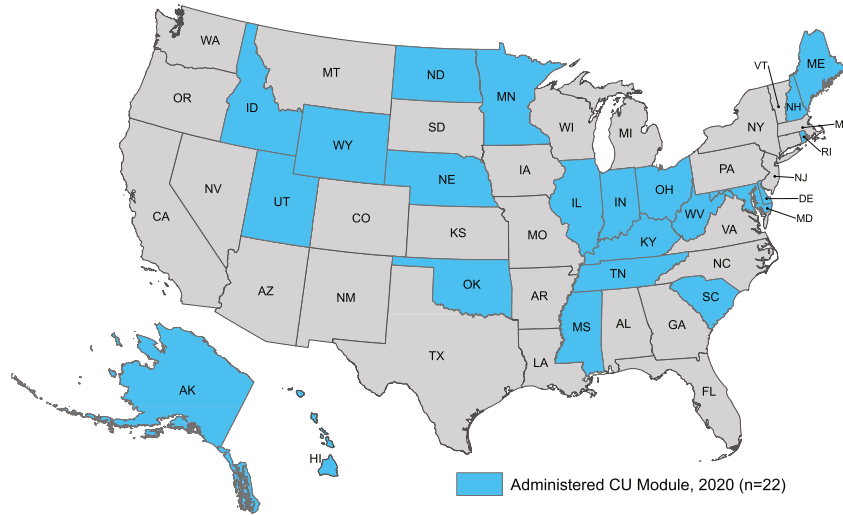 WA
ME
VT
MT
ND
MN
OR
NH
ID
M
WI
NY
SD
MI
WY
RI
PA
IA
NJ
NE
NV
OH
IL
IN
DE
UT
CO
WV
MD
CA
VA
KS
MO
KY
NC
TN
AZ
OK
NM
AR
SC
MS
AL
GA
TX
LA
AK
FL
HI
Administered CU Module, 2020 (n=22)